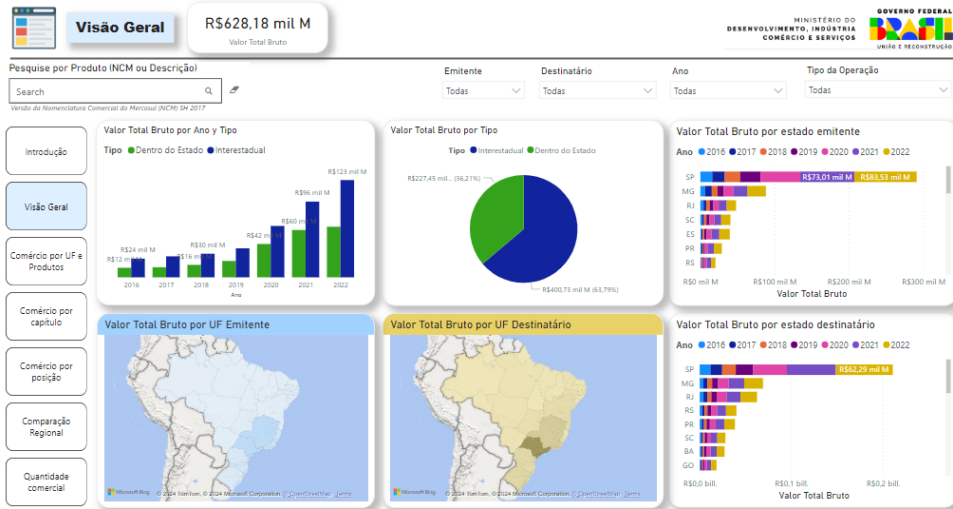 Visão Geral
R$628,18 mil M
Valor Total Bruto
MINISTÉRIO DO
DESENVOLVIMENTO, INDÚSTRIA
COMÉRCIO E SERVIÇOS
GOVERNO FEDERAL
BRASIL
UNIÃO E RECONSTRUÇÃO
Pesquise por Produto (NCM ou Descrição)
Search
Versão da Nomenclatura Comercial do Mercosul (NCM) SH 2017
Emitente
Todas
Destinatário
Todas
Ano
Todas
Tipo da Operação
Todas
Introdução
Visão Geral
Comércio por UF e
Produtos
Comércio por
capítulo
Comércio por
posição
Comparação
Regional
Quantidade
comercial
Valor Total Bruto por Ano y Tipo
Tipo Dentro do Estado Interestadual
R$123 mil M
R$96 mil M
R$60 mil M
R$42 mil M
R$30 mil M
R$24 mil M
R$16 mil M
R$12 mil M
2016 2017 2018 2019 2020 2021 2022
Ano
Valor Total Bruto por Tipo
Tipo Interestadual Dentro do Estado
R$227,45 mil... (36,21%)
R$400,73 mil M (63,79%)
Valor Total Bruto por estado emitente
Ano 2016 2017 2018 2019 2020 2021 2022
SP R$73,01 mil M R$83,53 mil M
MG
RJ
SC
ES
PR
RS
R$0 mil M R$100 mil M R$200 mil M R$300 mil M
Valor Total Bruto
Valor Total Bruto por UF Emitente
Microsoft Bing © 2024 TomTom, © 2024 Microsoft Corporation, © OpenStreetMap Terms
Valor Total Bruto por UF Destinatário
Microsoft Bing © 2024 TomTom, © 2024 Microsoft Corporation, © OpenStreetMap Terms
Valor Total Bruto por estado destinatário
Ano 2016 2017 2018 2019 2020 2021 2022
SP R$62,29 mil M
MG
RJ
RS
PR
SC
BA
GO
R$0,0 bill. R$0,1 bill. R$0,2 bill.
Valor Total Bruto